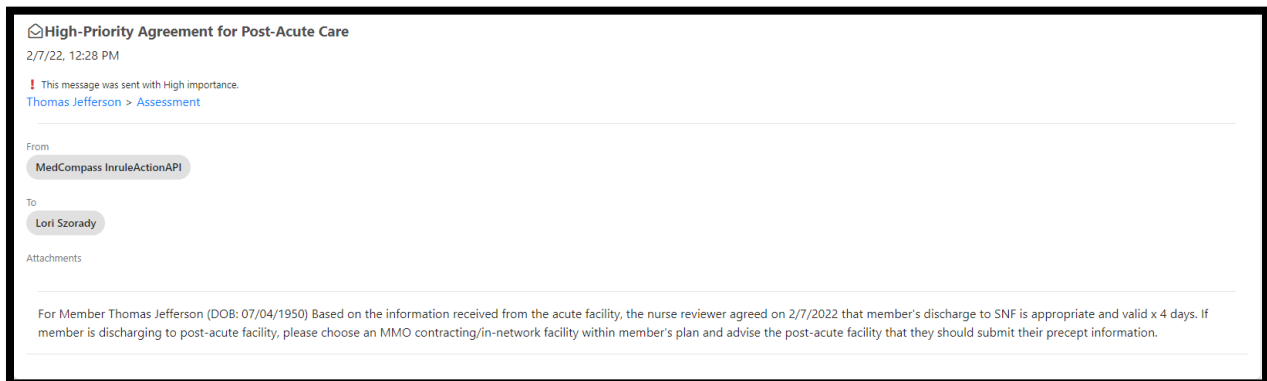 High-Priority Agreement for Post-Acute Care
2/7/22, 12:28 PM
! This message was sent with High importance.
Thomas Jefferson > Assessment
From
MedCompass InruleActionAPI
To
Lori Szorady
Attachments
For Member Thomas Jefferson (DOB: 07/04/1950) Based on the information received from the acute facility, the nurse reviewer agreed on 2/7/2022 that member's discharge to SNF is appropriate and valid x 4 days. If
member is discharging to post-acute facility, please choose an MMO contracting/in-network facility within member's plan and advise the post-acute facility that they should submit their precept information.